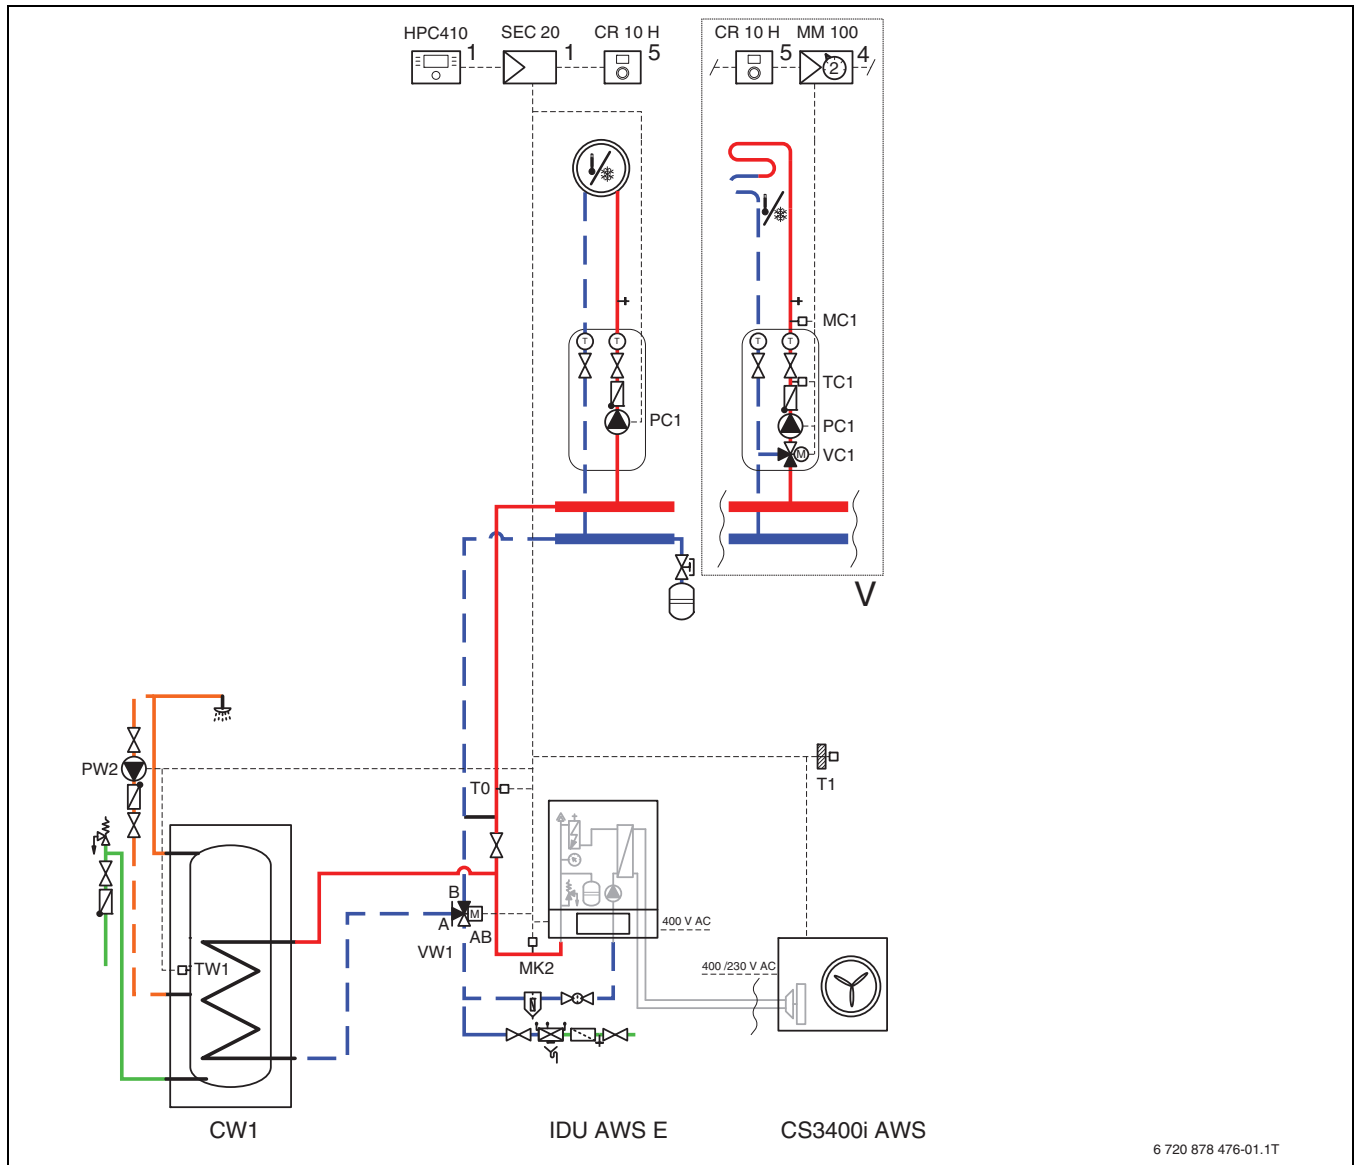 HPC410 SEC 20 CR 10 H CR 10 H MM 100
1 1 5 5 2 4
T T T T
MC1
TC1
PC1 PC1
M VC1
V
PW2
T0 T1
B
A M
AB
VW1
400 V AC
MK2
400 /230 V AC
TW1
CW1 IDU AWS E CS3400i AWS
6 720 878 476-01.1T